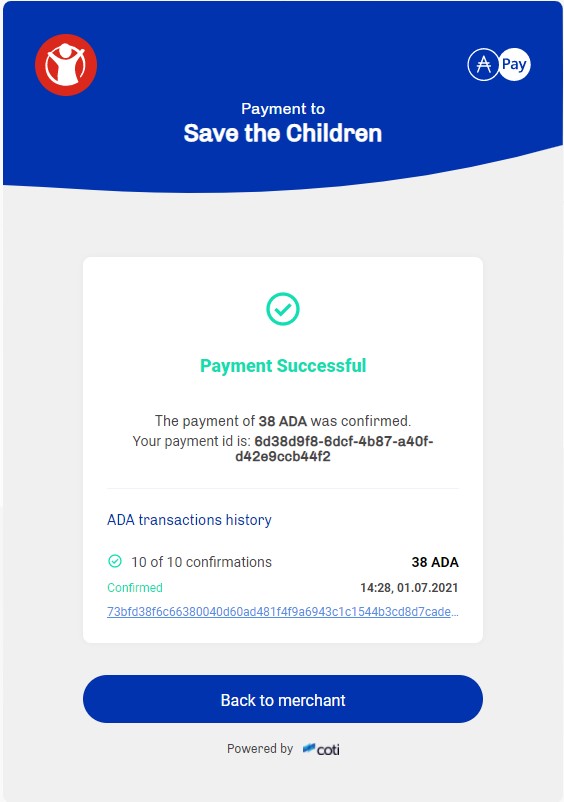 Pay
Payment to
Save the Children
Payment Successful
The payment of 38 ADA was confirmed.
Your payment id is: 6d38d9f8-6dcf-4b87-a40f-
d42e9ccb44f2
ADA transactions history
10 of 10 confirmations 38 ADA
Confirmed 14:28, 01.07.2021
73bfd38f6c66380040d60ad481f4f9a6943c1c1544b3cd8d7cade...
Back to merchant
Powered by coti